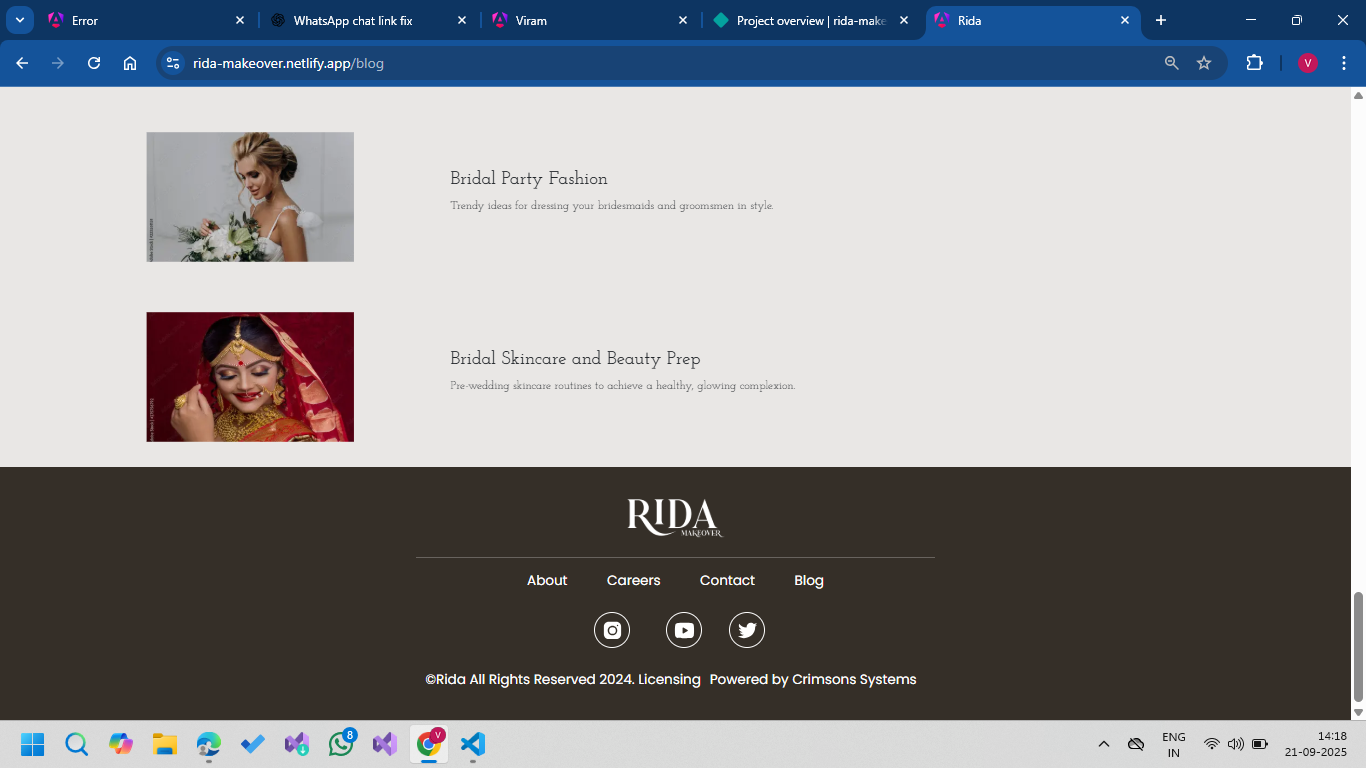 Error
WhatsApp chat link fix
Viram
Project overview | rida-make
Rida
rida-makeover.netlify.app/blog
V
Bridal Party Fashion
Trendy ideas for dressing your bridesmaids and groomsmen in style.
Bridal Skincare and Beauty Prep
Pre-wedding skincare routines to achieve a healthy, glowing complexion.
RIDA
MAKEOVER
About Careers Contact Blog
©Rida All Rights Reserved 2024. Licensing Powered by Crimsons Systems
8
V
ENG
IN
14:18
21-09-2025